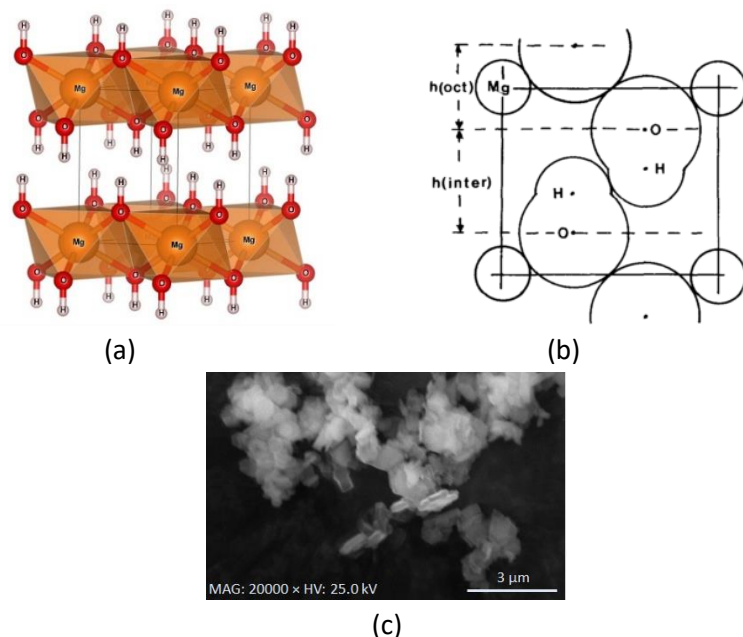 H H H H H H H
O O O O O O O
Mg Mg Mg
O O O O O
H H H H H
H H H H H H H
O O O O O O O
Mg Mg Mg
O O O O O
H H H H H
(a)
h(oct)
Mg
O
H
h(inter)
H
O
(b)
MAG: 20000 × HV: 25.0 kV
3 µm
(c)